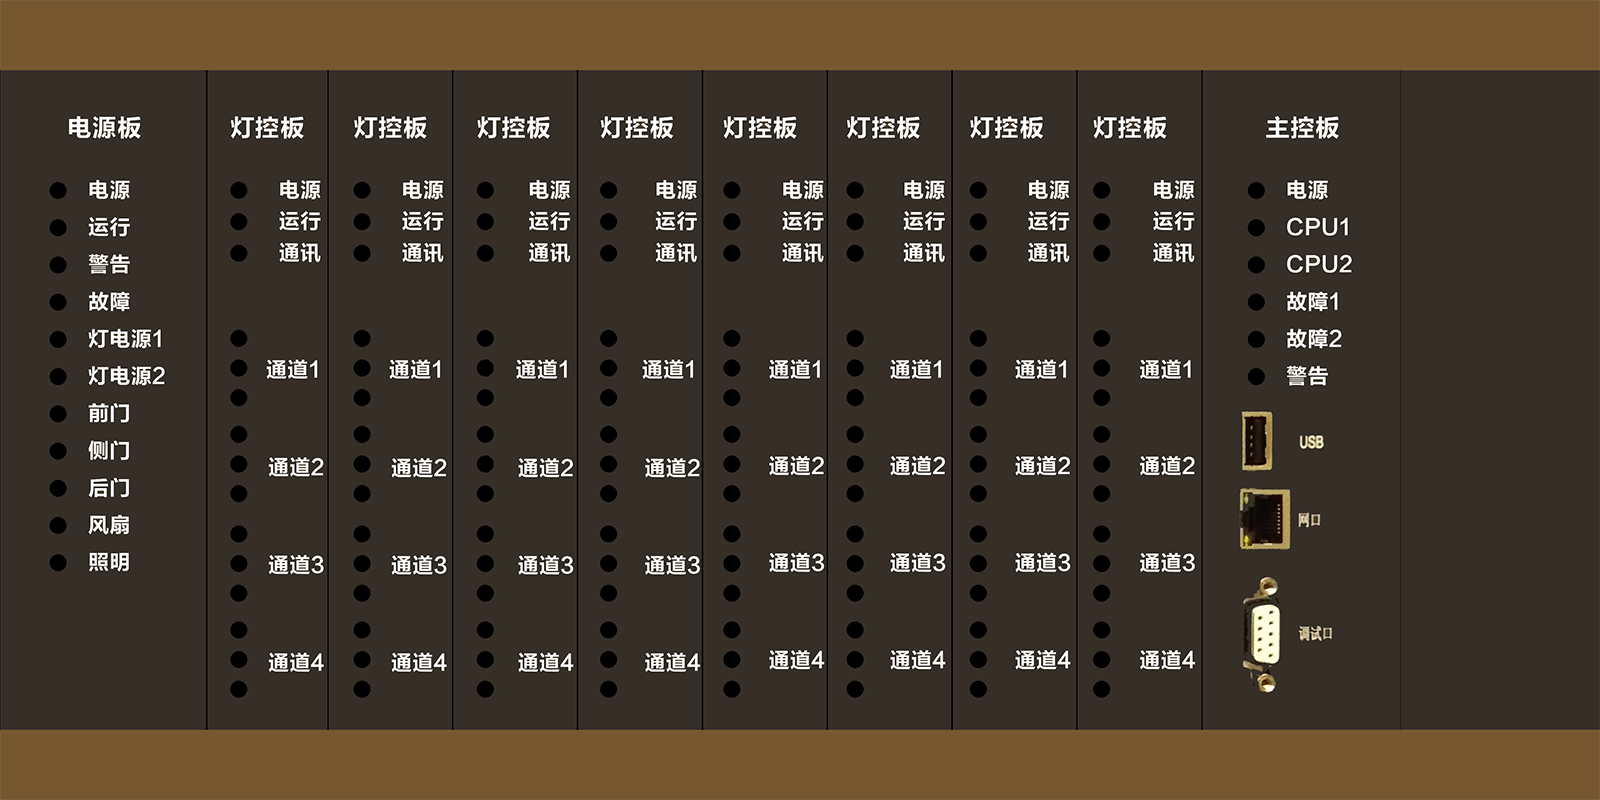 电源板
电源
运行
警告
故障
灯电源1
灯电源2
前门
侧门
后门
风扇
照明
灯控板
电源
运行
通讯
通道1
通道2
通道3
通道4
灯控板
电源
运行
通讯
通道1
通道2
通道3
通道4
灯控板
电源
运行
通讯
通道1
通道2
通道3
通道4
灯控板
电源
运行
通讯
通道1
通道2
通道3
通道4
灯控板
电源
运行
通讯
通道1
通道2
通道3
通道4
灯控板
电源
运行
通讯
通道1
通道2
通道3
通道4
灯控板
电源
运行
通讯
通道1
通道2
通道3
通道4
灯控板
电源
运行
通讯
通道1
通道2
通道3
通道4
主控板
电源
CPU1
CPU2
故障1
故障2
警告
USB
网口
调试口